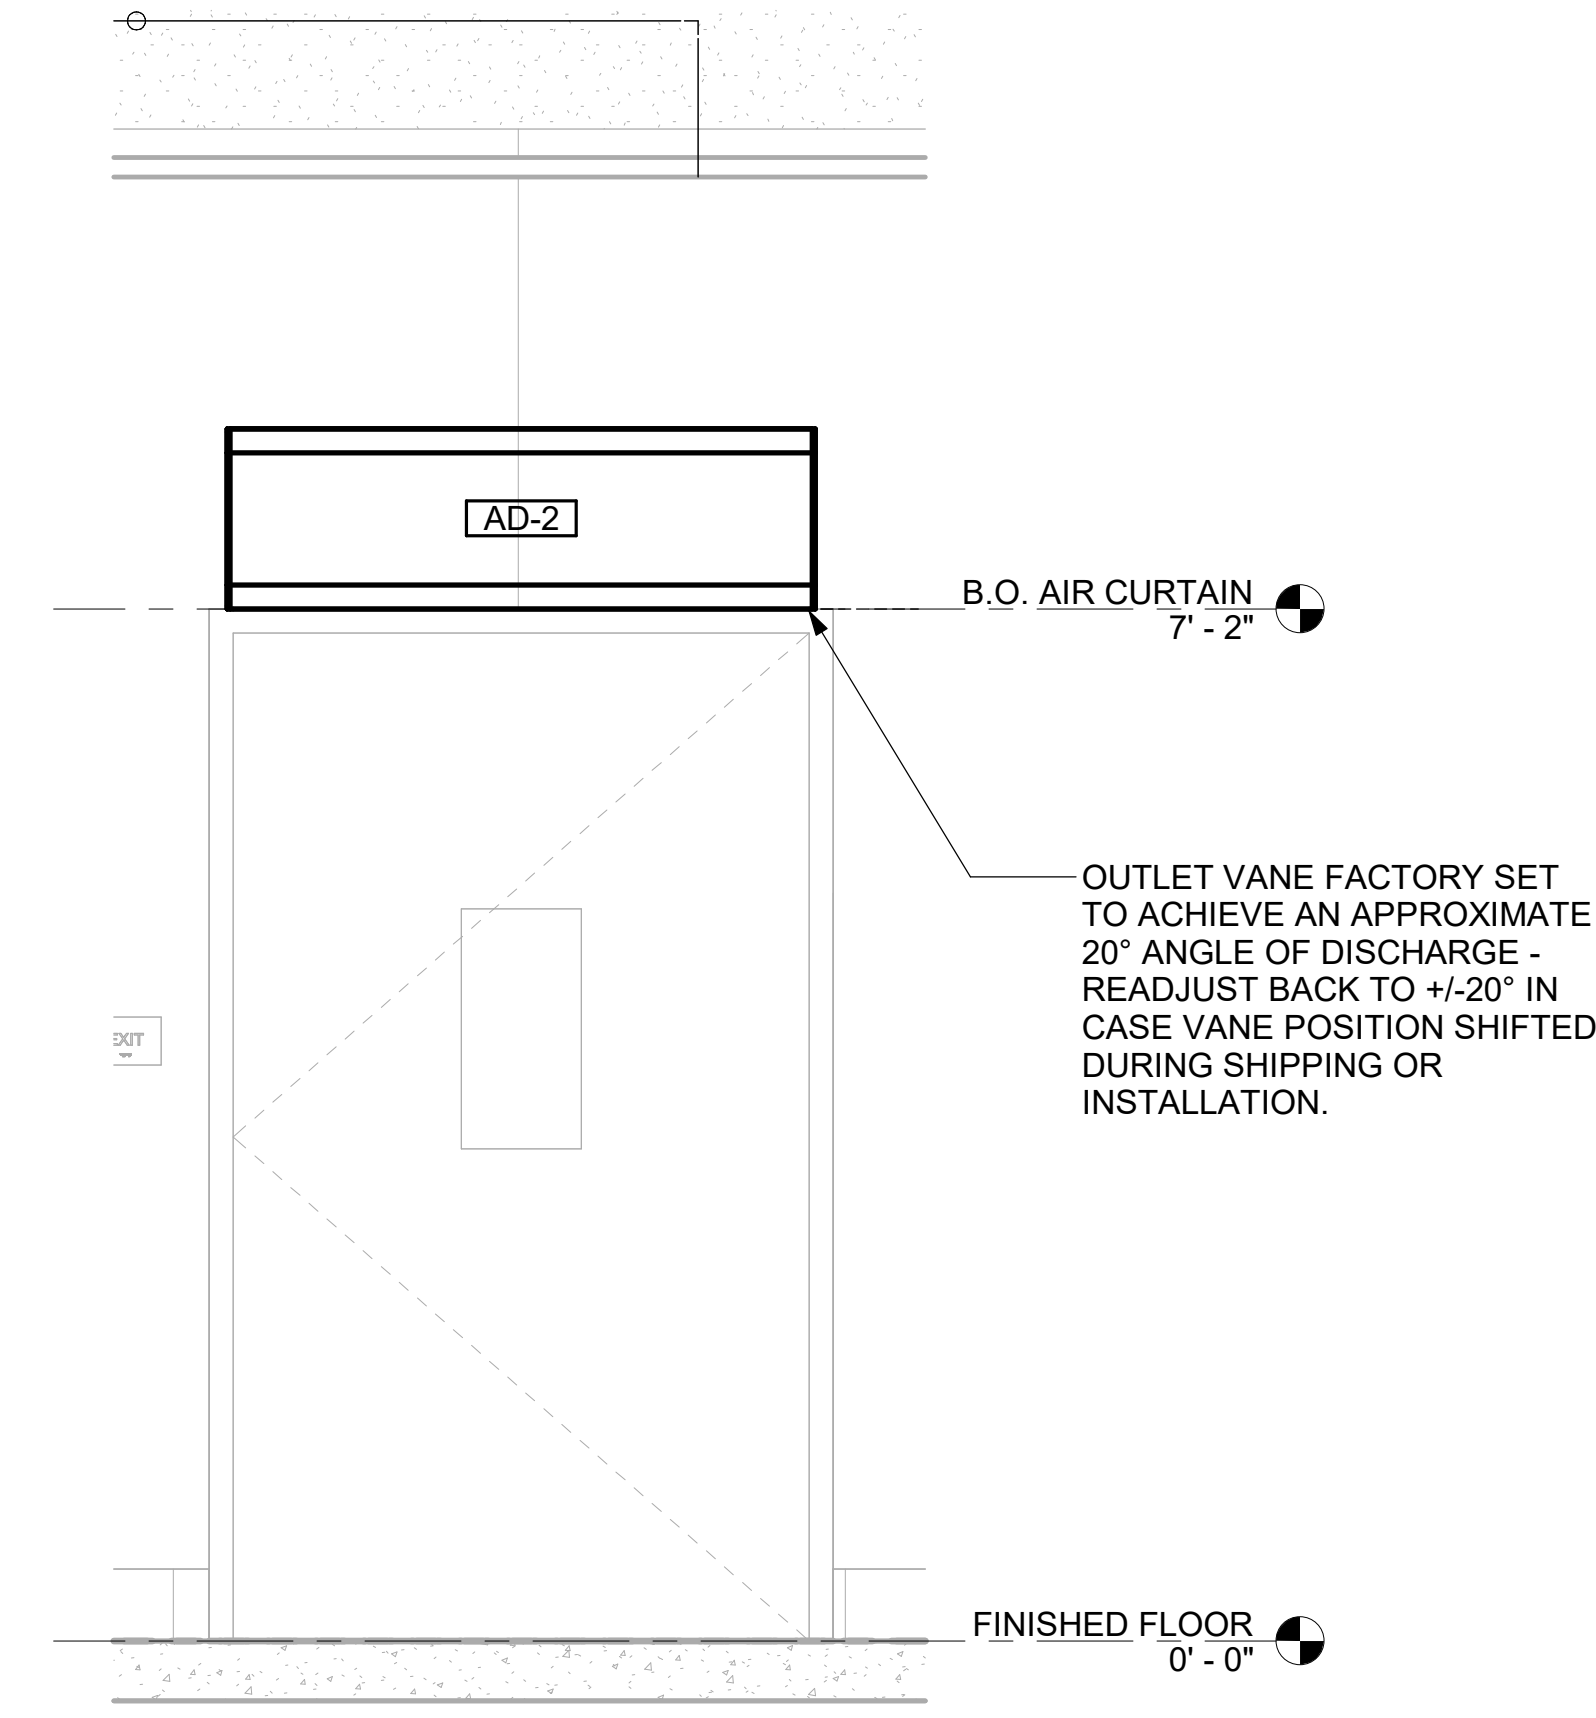 AD-2
B.O. AIR CURTAIN
7' - 2"
OUTLET VANE FACTORY SET
TO ACHIEVE AN APPROXIMATE
20° ANGLE OF DISCHARGE -
READJUST BACK TO +/-20° IN
CASE VANE POSITION SHIFTED
DURING SHIPPING OR
INSTALLATION.
EXIT
FINISHED FLOOR
0' - 0"